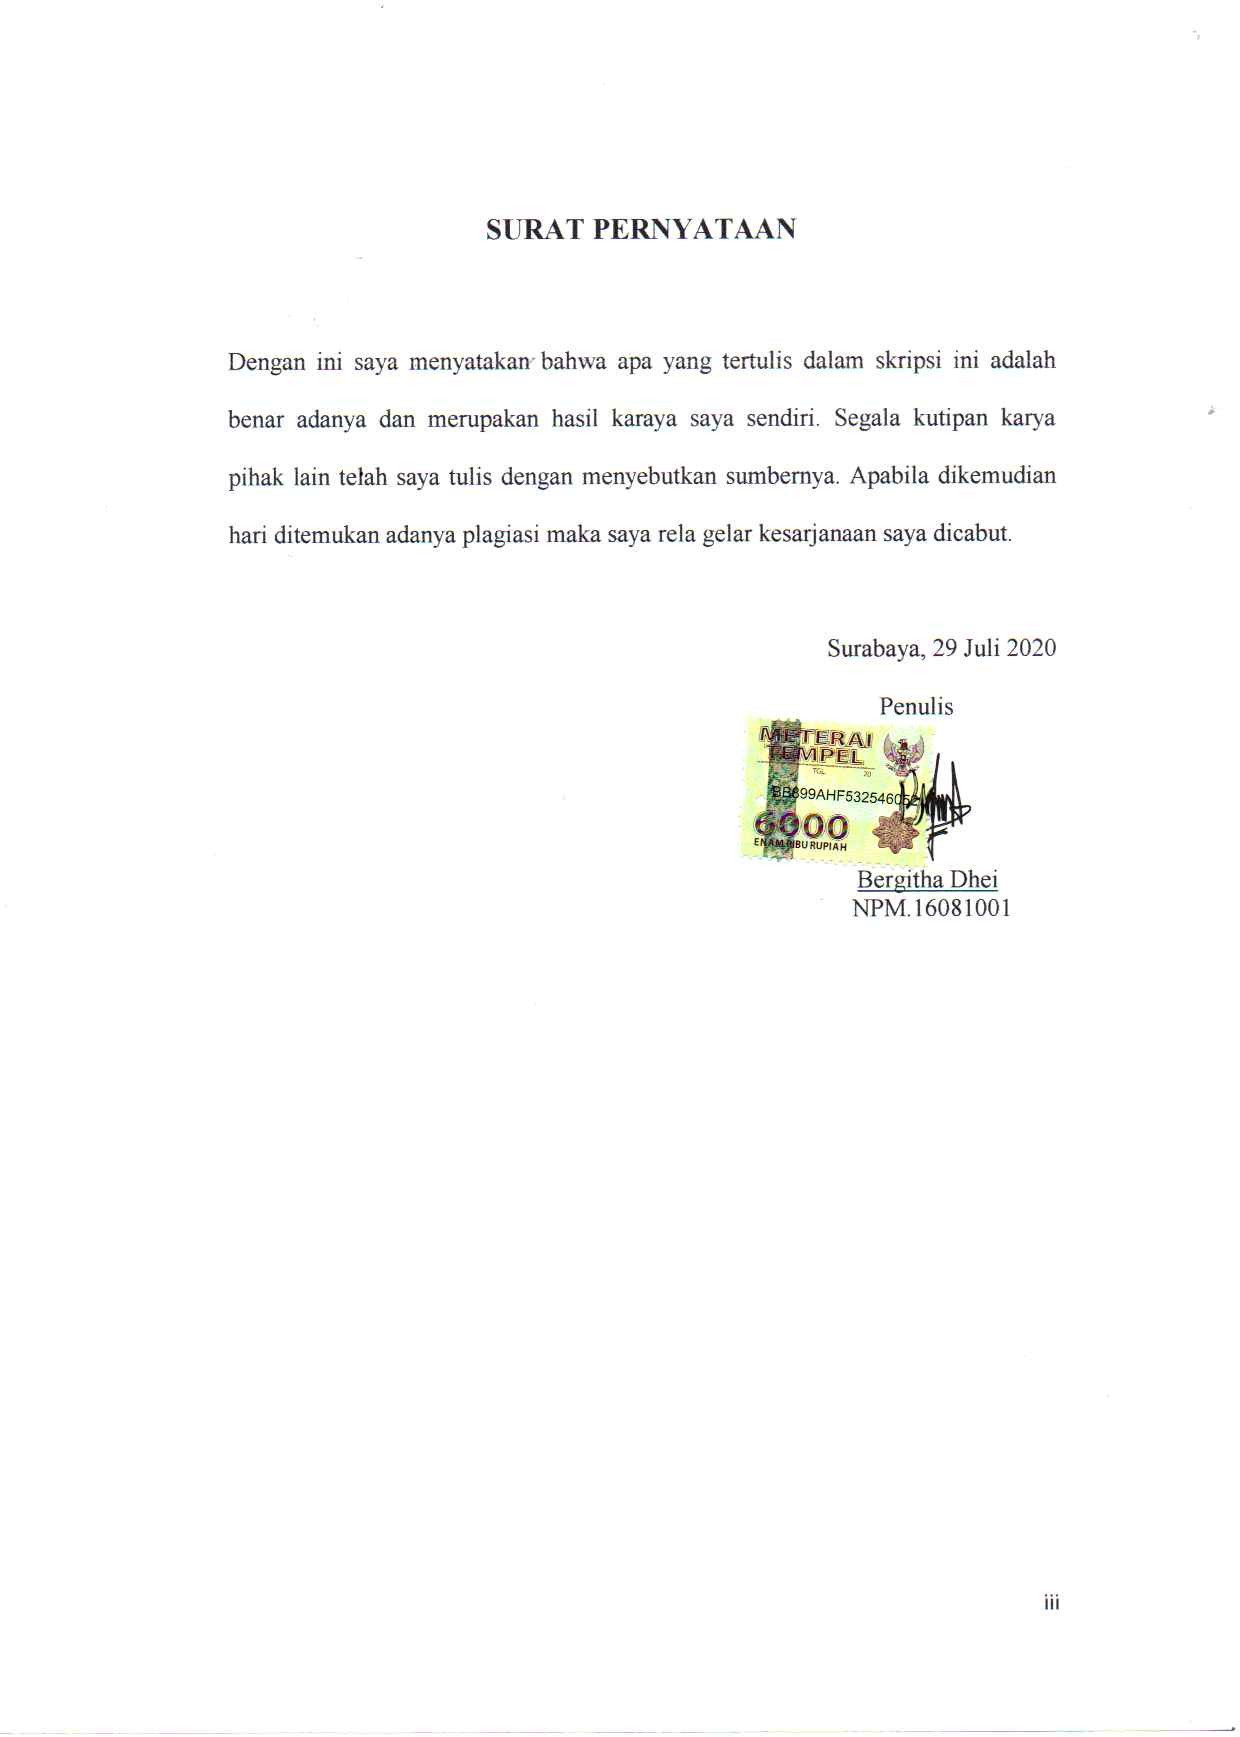 SURAT PERNYATAAN
Dengan ini saya menyatakan bahwa apa yang tertulis dalam skripsi ini adalah
benar adanya dan merupakan hasil karaya saya sendiri. Segala kutipan karya
pihak lain telah saya tulis dengan menyebutkan sumbernya. Apabila dikemudian
hari ditemukan adanya plagiasi maka saya rela gelar kesarjanaan saya dicabut.
Surabaya, 29 Juli 2020
Penulis
METERAI
TEMPEL
TGL 20
6000
ENAM RIBU RUPIAH
Bergitha Dhei
NPM.16081001
iii